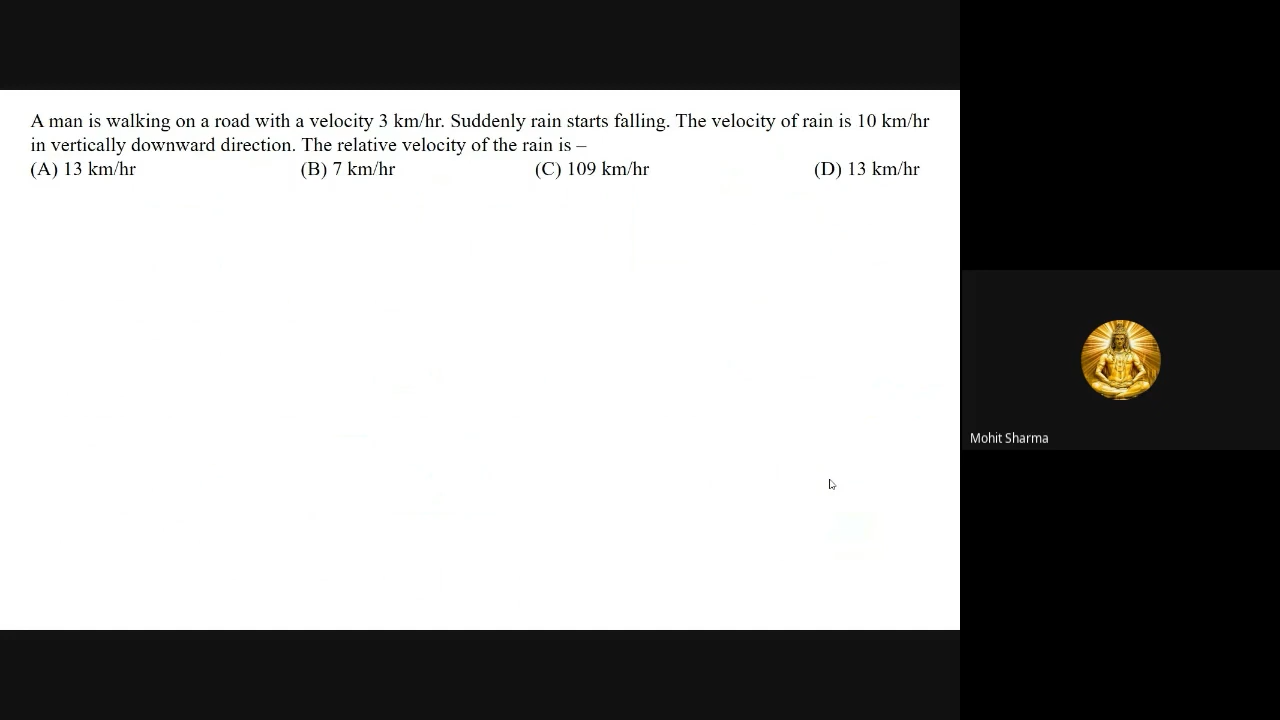 A man is walking on a road with a velocity 3 km/hr. Suddenly rain starts falling. The velocity of rain is 10 km/hr
in vertically downward direction. The relative velocity of the rain is –
(A) 13 km/hr (B) 7 km/hr (C) 109 km/hr (D) 13 km/hr
Mohit Sharma